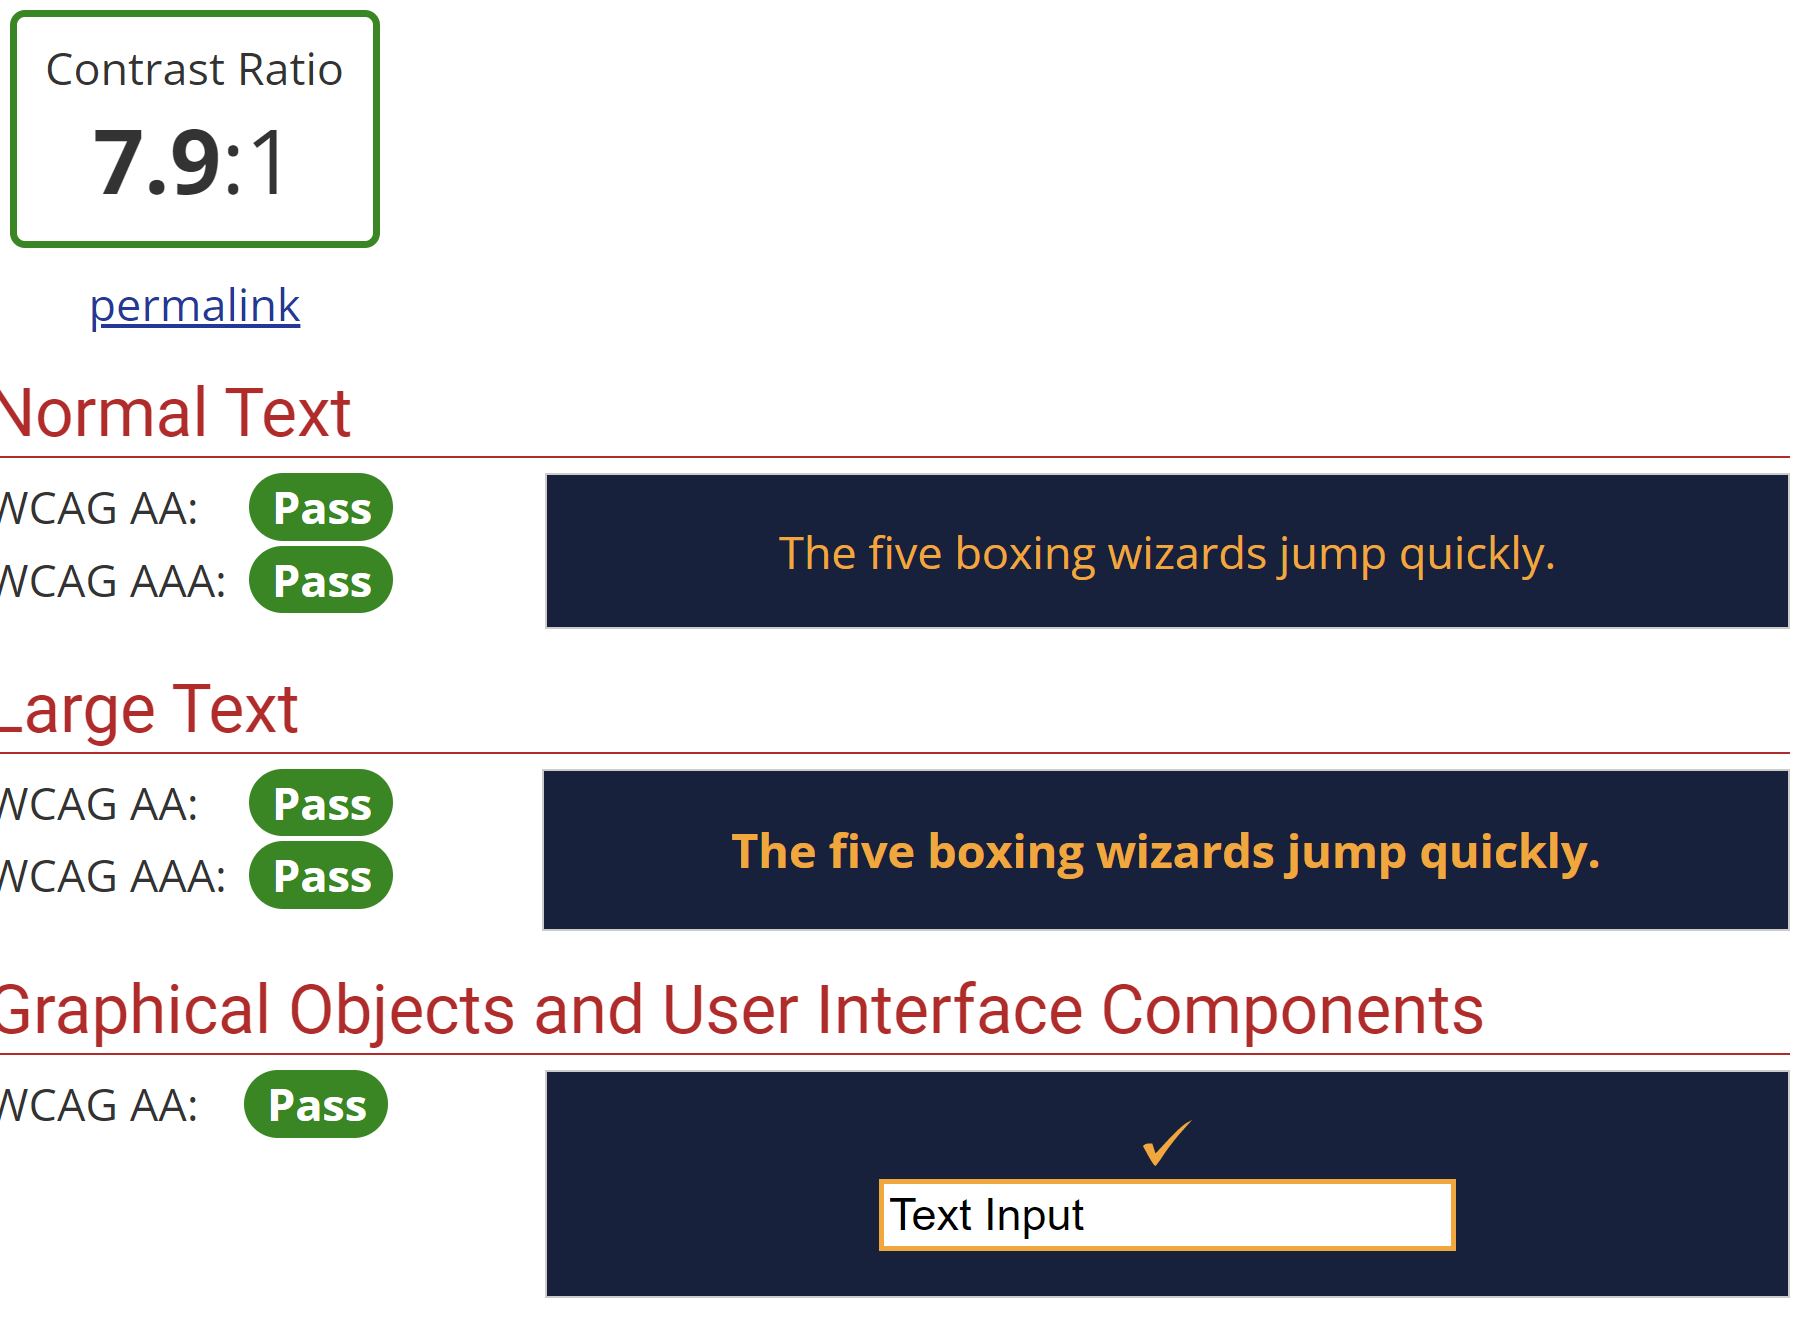 Contrast Ratio
7.9:1
permalink
Normal Text
WCAG AA: Pass
WCAG AAA: Pass
The five boxing wizards jump quickly.
Large Text
WCAG AA: Pass
WCAG AAA: Pass
The five boxing wizards jump quickly.
Graphical Objects and User Interface Components
WCAG AA: Pass
✓
Text Input